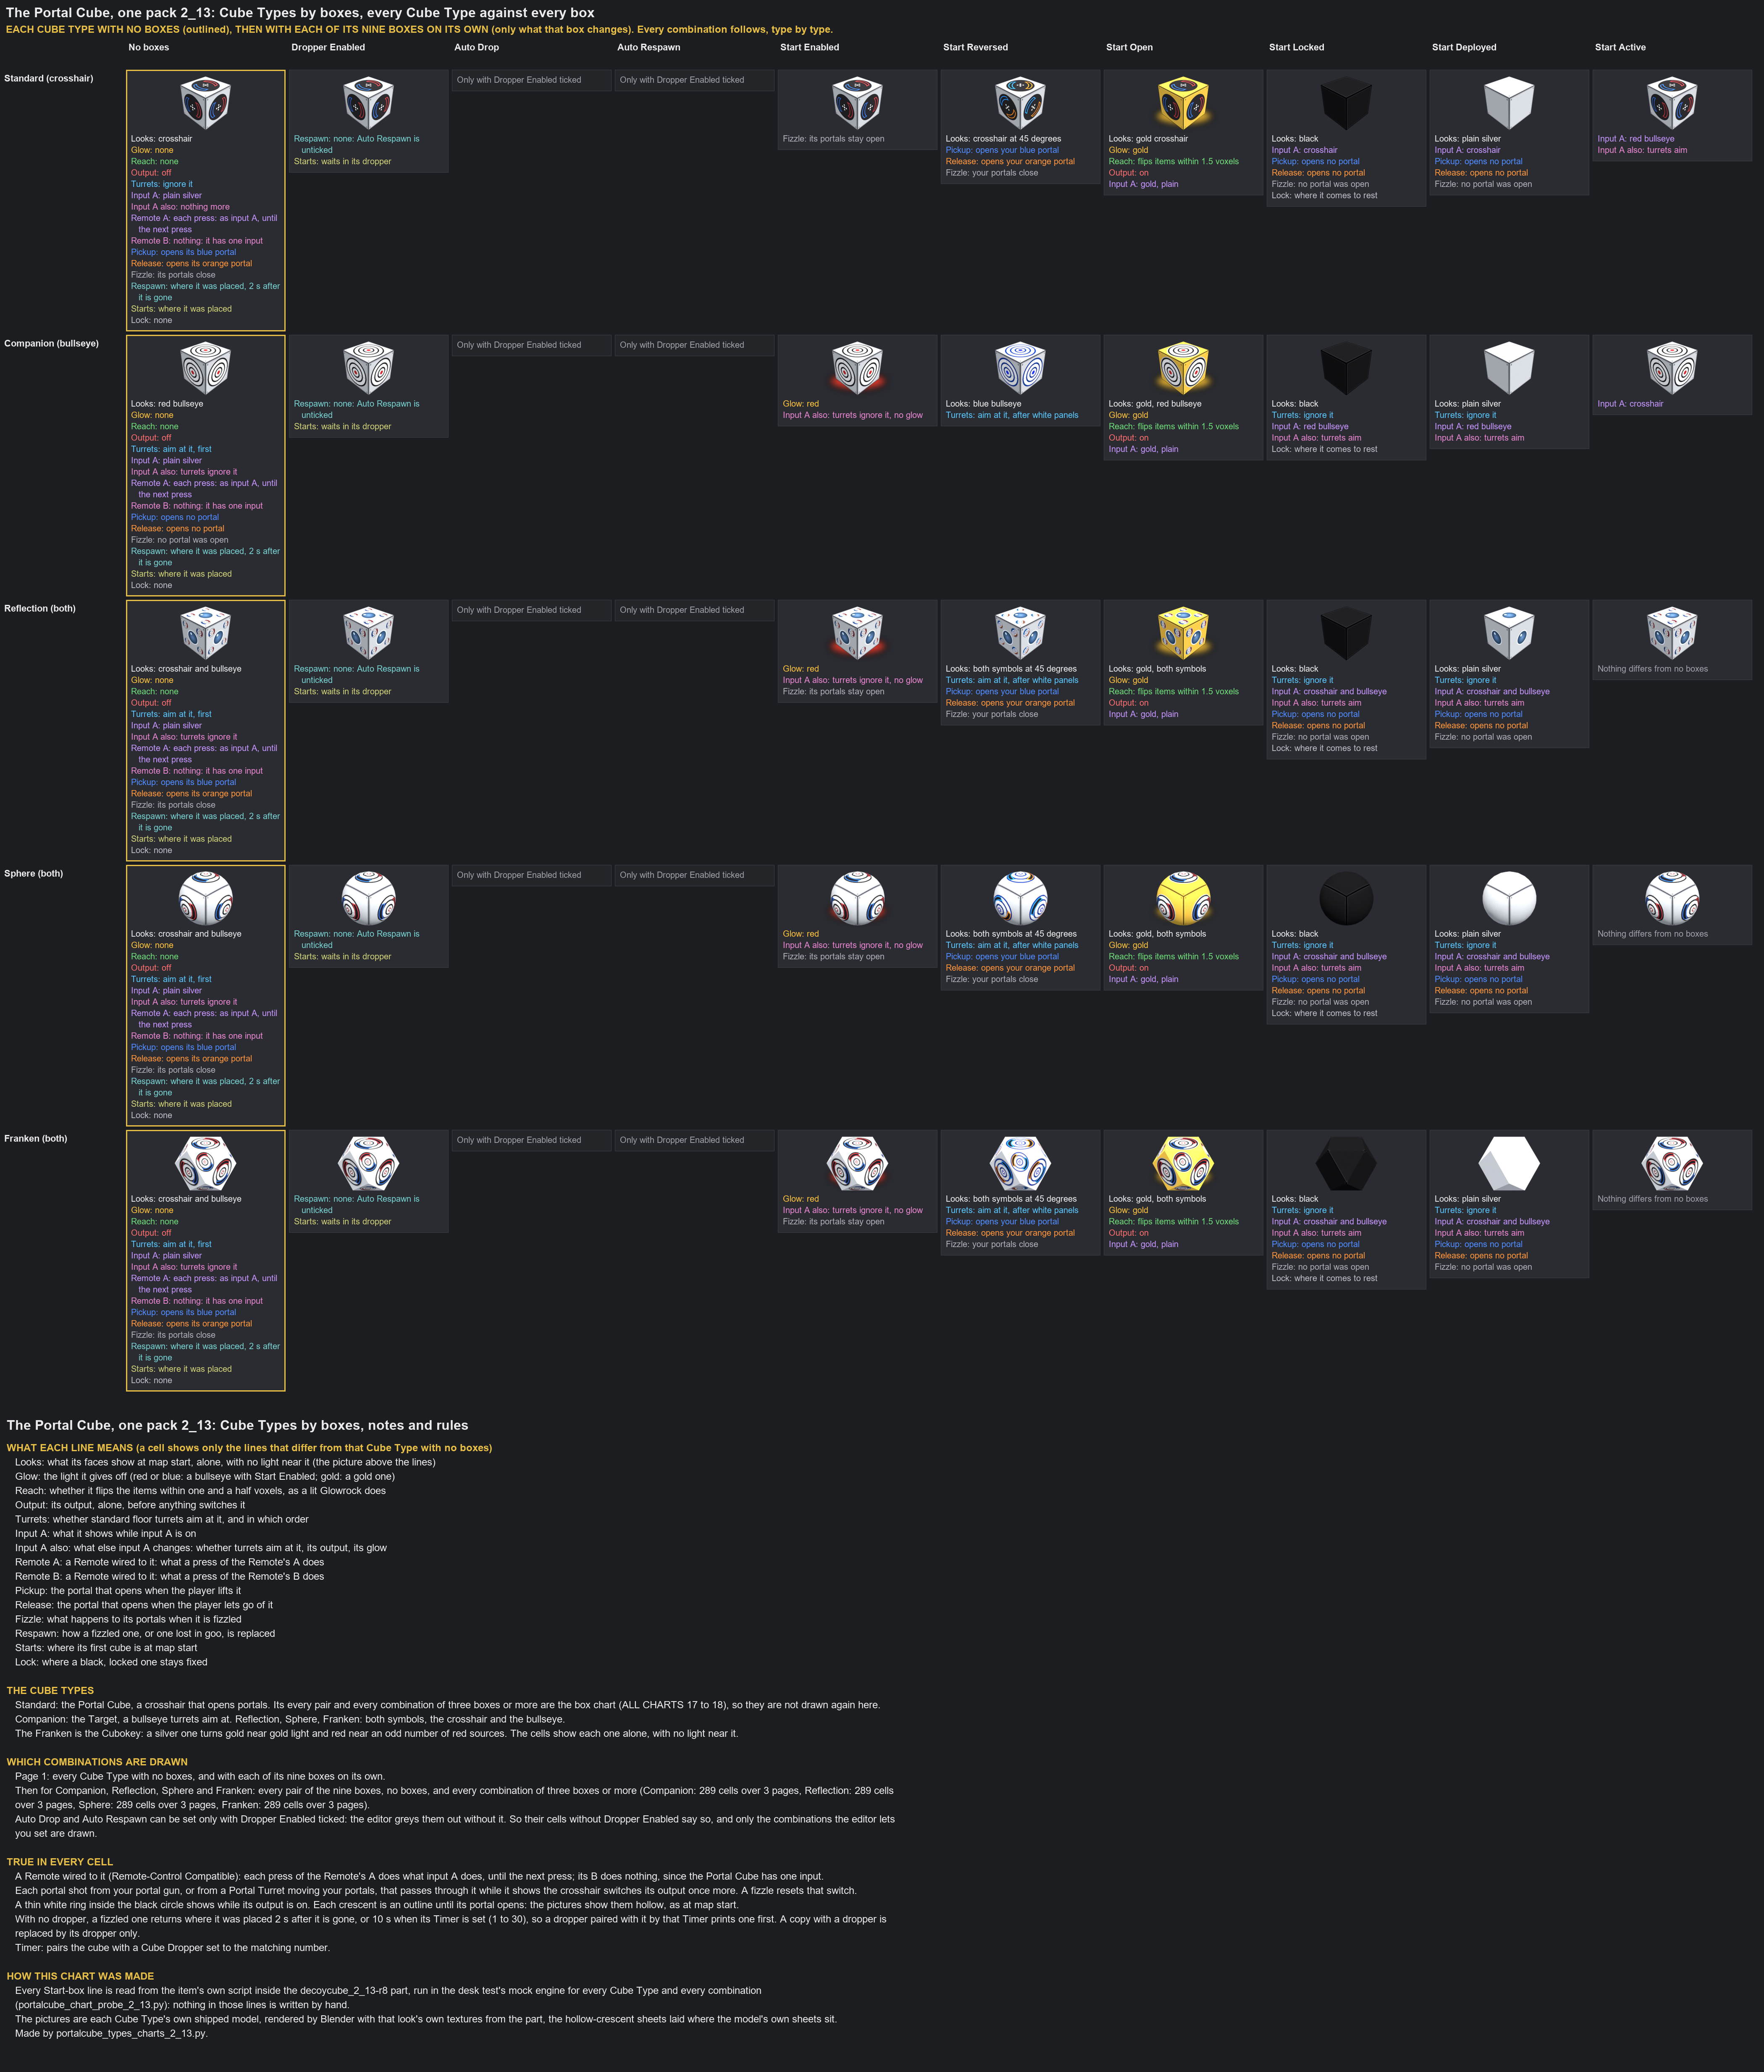 The Portal Cube, one pack 2_13: Cube Types by boxes, every Cube Type against every box
EACH CUBE TYPE WITH NO BOXES (outlined), THEN WITH EACH OF ITS NINE BOXES ON ITS OWN (only what that box changes). Every combination follows, type by type.
No boxes
Dropper Enabled
Auto Drop
Auto Respawn
Start Enabled
Start Reversed
Start Open
Start Locked
Start Deployed
Start Active
Standard (crosshair)
Looks: crosshair
Glow: none
Reach: none
Output: off
Turrets: ignore it
Input A: plain silver
Input A also: nothing more
Remote A: each press: as input A, until
the next press
Remote B: nothing: it has one input
Pickup: opens its blue portal
Release: opens its orange portal
Fizzle: its portals close
Respawn: where it was placed, 2 s after
it is gone
Starts: where it was placed
Lock: none
Respawn: none: Auto Respawn is
unticked
Starts: waits in its dropper
Only with Dropper Enabled ticked
Only with Dropper Enabled ticked
Fizzle: its portals stay open
Looks: crosshair at 45 degrees
Pickup: opens your blue portal
Release: opens your orange portal
Fizzle: your portals close
Looks: gold crosshair
Glow: gold
Reach: flips items within 1.5 voxels
Output: on
Input A: gold, plain
Looks: black
Input A: crosshair
Pickup: opens no portal
Release: opens no portal
Fizzle: no portal was open
Lock: where it comes to rest
Looks: plain silver
Input A: crosshair
Pickup: opens no portal
Release: opens no portal
Fizzle: no portal was open
Input A: red bullseye
Input A also: turrets aim
Companion (bullseye)
Looks: red bullseye
Glow: none
Reach: none
Output: off
Turrets: aim at it, first
Input A: plain silver
Input A also: turrets ignore it
Remote A: each press: as input A, until
the next press
Remote B: nothing: it has one input
Pickup: opens no portal
Release: opens no portal
Fizzle: no portal was open
Respawn: where it was placed, 2 s after
it is gone
Starts: where it was placed
Lock: none
Respawn: none: Auto Respawn is
unticked
Starts: waits in its dropper
Only with Dropper Enabled ticked
Only with Dropper Enabled ticked
Glow: red
Input A also: turrets ignore it, no glow
Looks: blue bullseye
Turrets: aim at it, after white panels
Looks: gold, red bullseye
Glow: gold
Reach: flips items within 1.5 voxels
Output: on
Input A: gold, plain
Looks: black
Turrets: ignore it
Input A: red bullseye
Input A also: turrets aim
Lock: where it comes to rest
Looks: plain silver
Turrets: ignore it
Input A: red bullseye
Input A also: turrets aim
Input A: crosshair
Reflection (both)
Looks: crosshair and bullseye
Glow: none
Reach: none
Output: off
Turrets: aim at it, first
Input A: plain silver
Input A also: turrets ignore it
Remote A: each press: as input A, until
the next press
Remote B: nothing: it has one input
Pickup: opens its blue portal
Release: opens its orange portal
Fizzle: its portals close
Respawn: where it was placed, 2 s after
it is gone
Starts: where it was placed
Lock: none
Respawn: none: Auto Respawn is
unticked
Starts: waits in its dropper
Only with Dropper Enabled ticked
Only with Dropper Enabled ticked
Glow: red
Input A also: turrets ignore it, no glow
Fizzle: its portals stay open
Looks: both symbols at 45 degrees
Turrets: aim at it, after white panels
Pickup: opens your blue portal
Release: opens your orange portal
Fizzle: your portals close
Looks: gold, both symbols
Glow: gold
Reach: flips items within 1.5 voxels
Output: on
Input A: gold, plain
Looks: black
Turrets: ignore it
Input A: crosshair and bullseye
Input A also: turrets aim
Pickup: opens no portal
Release: opens no portal
Fizzle: no portal was open
Lock: where it comes to rest
Looks: plain silver
Turrets: ignore it
Input A: crosshair and bullseye
Input A also: turrets aim
Pickup: opens no portal
Release: opens no portal
Fizzle: no portal was open
Nothing differs from no boxes
Sphere (both)
Looks: crosshair and bullseye
Glow: none
Reach: none
Output: off
Turrets: aim at it, first
Input A: plain silver
Input A also: turrets ignore it
Remote A: each press: as input A, until
the next press
Remote B: nothing: it has one input
Pickup: opens its blue portal
Release: opens its orange portal
Fizzle: its portals close
Respawn: where it was placed, 2 s after
it is gone
Starts: where it was placed
Lock: none
Respawn: none: Auto Respawn is
unticked
Starts: waits in its dropper
Only with Dropper Enabled ticked
Only with Dropper Enabled ticked
Glow: red
Input A also: turrets ignore it, no glow
Fizzle: its portals stay open
Looks: both symbols at 45 degrees
Turrets: aim at it, after white panels
Pickup: opens your blue portal
Release: opens your orange portal
Fizzle: your portals close
Looks: gold, both symbols
Glow: gold
Reach: flips items within 1.5 voxels
Output: on
Input A: gold, plain
Looks: black
Turrets: ignore it
Input A: crosshair and bullseye
Input A also: turrets aim
Pickup: opens no portal
Release: opens no portal
Fizzle: no portal was open
Lock: where it comes to rest
Looks: plain silver
Turrets: ignore it
Input A: crosshair and bullseye
Input A also: turrets aim
Pickup: opens no portal
Release: opens no portal
Fizzle: no portal was open
Nothing differs from no boxes
Franken (both)
Looks: crosshair and bullseye
Glow: none
Reach: none
Output: off
Turrets: aim at it, first
Input A: plain silver
Input A also: turrets ignore it
Remote A: each press: as input A, until
the next press
Remote B: nothing: it has one input
Pickup: opens its blue portal
Release: opens its orange portal
Fizzle: its portals close
Respawn: where it was placed, 2 s after
it is gone
Starts: where it was placed
Lock: none
Respawn: none: Auto Respawn is
unticked
Starts: waits in its dropper
Only with Dropper Enabled ticked
Only with Dropper Enabled ticked
Glow: red
Input A also: turrets ignore it, no glow
Fizzle: its portals stay open
Looks: both symbols at 45 degrees
Turrets: aim at it, after white panels
Pickup: opens your blue portal
Release: opens your orange portal
Fizzle: your portals close
Looks: gold, both symbols
Glow: gold
Reach: flips items within 1.5 voxels
Output: on
Input A: gold, plain
Looks: black
Turrets: ignore it
Input A: crosshair and bullseye
Input A also: turrets aim
Pickup: opens no portal
Release: opens no portal
Fizzle: no portal was open
Lock: where it comes to rest
Looks: plain silver
Turrets: ignore it
Input A: crosshair and bullseye
Input A also: turrets aim
Pickup: opens no portal
Release: opens no portal
Fizzle: no portal was open
Nothing differs from no boxes
The Portal Cube, one pack 2_13: Cube Types by boxes, notes and rules
WHAT EACH LINE MEANS (a cell shows only the lines that differ from that Cube Type with no boxes)
Looks: what its faces show at map start, alone, with no light near it (the picture above the lines)
Glow: the light it gives off (red or blue: a bullseye with Start Enabled; gold: a gold one)
Reach: whether it flips the items within one and a half voxels, as a lit Glowrock does
Output: its output, alone, before anything switches it
Turrets: whether standard floor turrets aim at it, and in which order
Input A: what it shows while input A is on
Input A also: what else input A changes: whether turrets aim at it, its output, its glow
Remote A: a Remote wired to it: what a press of the Remote's A does
Remote B: a Remote wired to it: what a press of the Remote's B does
Pickup: the portal that opens when the player lifts it
Release: the portal that opens when the player lets go of it
Fizzle: what happens to its portals when it is fizzled
Respawn: how a fizzled one, or one lost in goo, is replaced
Starts: where its first cube is at map start
Lock: where a black, locked one stays fixed
THE CUBE TYPES
Standard: the Portal Cube, a crosshair that opens portals. Its every pair and every combination of three boxes or more are the box chart (ALL CHARTS 17 to 18), so they are not drawn again here.
Companion: the Target, a bullseye turrets aim at. Reflection, Sphere, Franken: both symbols, the crosshair and the bullseye.
The Franken is the Cubokey: a silver one turns gold near gold light and red near an odd number of red sources. The cells show each one alone, with no light near it.
WHICH COMBINATIONS ARE DRAWN
Page 1: every Cube Type with no boxes, and with each of its nine boxes on its own.
Then for Companion, Reflection, Sphere and Franken: every pair of the nine boxes, no boxes, and every combination of three boxes or more (Companion: 289 cells over 3 pages, Reflection: 289 cells
over 3 pages, Sphere: 289 cells over 3 pages, Franken: 289 cells over 3 pages).
Auto Drop and Auto Respawn can be set only with Dropper Enabled ticked: the editor greys them out without it. So their cells without Dropper Enabled say so, and only the combinations the editor lets
you set are drawn.
TRUE IN EVERY CELL
A Remote wired to it (Remote-Control Compatible): each press of the Remote's A does what input A does, until the next press; its B does nothing, since the Portal Cube has one input.
Each portal shot from your portal gun, or from a Portal Turret moving your portals, that passes through it while it shows the crosshair switches its output once more. A fizzle resets that switch.
A thin white ring inside the black circle shows while its output is on. Each crescent is an outline until its portal opens: the pictures show them hollow, as at map start.
With no dropper, a fizzled one returns where it was placed 2 s after it is gone, or 10 s when its Timer is set (1 to 30), so a dropper paired with it by that Timer prints one first. A copy with a dropper is
replaced by its dropper only.
Timer: pairs the cube with a Cube Dropper set to the matching number.
HOW THIS CHART WAS MADE
Every Start-box line is read from the item's own script inside the decoycube_2_13-r8 part, run in the desk test's mock engine for every Cube Type and every combination
(portalcube_chart_probe_2_13.py): nothing in those lines is written by hand.
The pictures are each Cube Type's own shipped model, rendered by Blender with that look's own textures from the part, the hollow-crescent sheets laid where the model's own sheets sit.
Made by portalcube_types_charts_2_13.py.